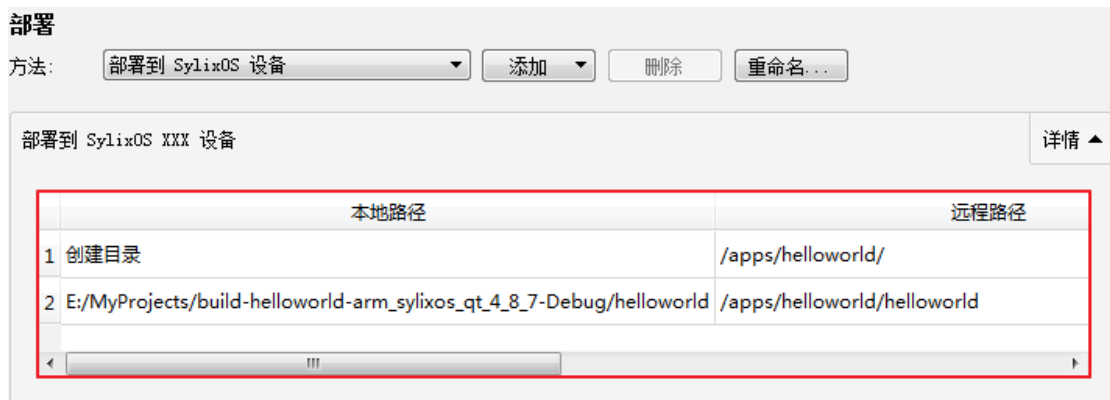 部署
方法: 部署到 SylixOS 设备 添加 删除 重命名...
部署到 SylixOS XXX 设备 详情
本地路径 远程路径
1 创建目录 /apps/helloworld/
2 E:/MyProjects/build-helloworld-arm_sylixos_qt_4_8_7-Debug/helloworld /apps/helloworld/helloworld